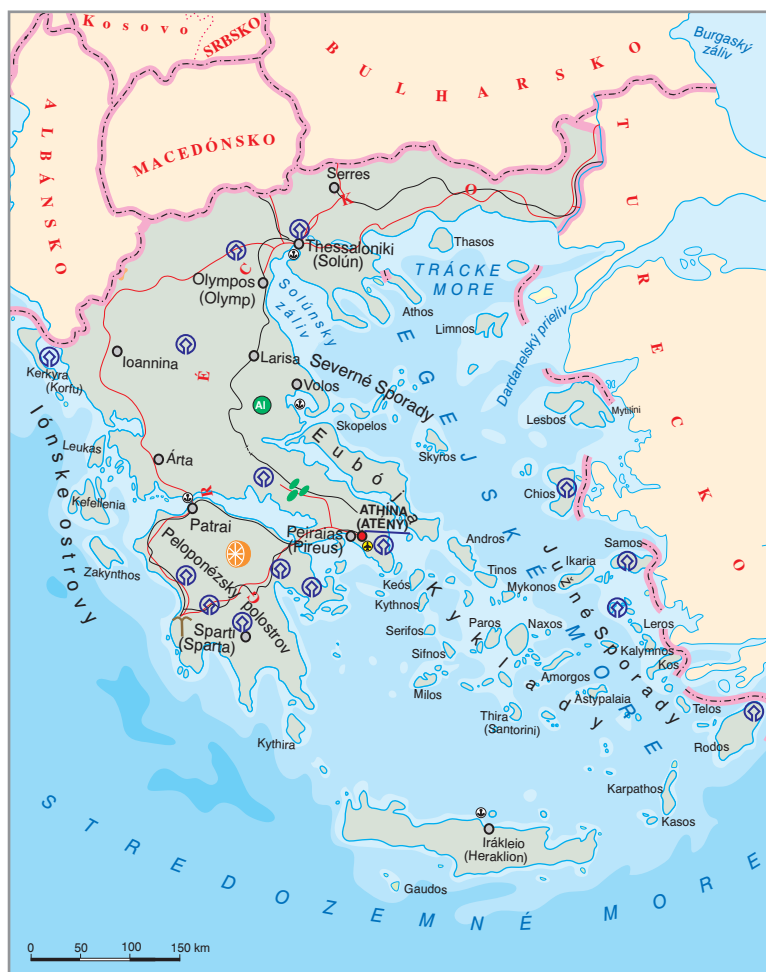 Kosovo
SRBSKO
BULHARSKO
Burgaský
záliv
ALBÁNSKO
MACEDÓNSKO
TURECKO
GRÉCKO
Serres
Thessaloniki
(Solún)
Thasos
TRÁCKE
MORE
Olympos
(Olymp)
Solúnsky
záliv
Athos
Limnos
Dardanelský prieliv
Ioannina
Larisa
Volos
Severné Sporady
Kerkyra
(Korfu)
Al
Skopelos
Lesbos
Mytilini
EGEJSKÉ MORE
Iónske ostrovy
Leukas
Árta
Eubója
Skyros
Chios
Kefellenia
Patrai
ATHÍNA
(ATÉNY)
Peiraias
(Pireus)
Zakynthos
Peloponézsky polostrov
Andros
Samos
Ikaria
Tinos
Mykonos
Keós
Kythnos
Kyklady
Južné Sporady
Serifos
Paros
Naxos
Leros
Kalymnos
Kos
Sparti
(Sparta)
Sifnos
Amorgos
Milos
Astypalaia
Telos
Thira
(Santorini)
Kythira
Rodos
Karpathos
Kasos
Irákleio
(Heraklion)
Gaudos
STREDOZEMNÉ MORE
0 50 100 150 km